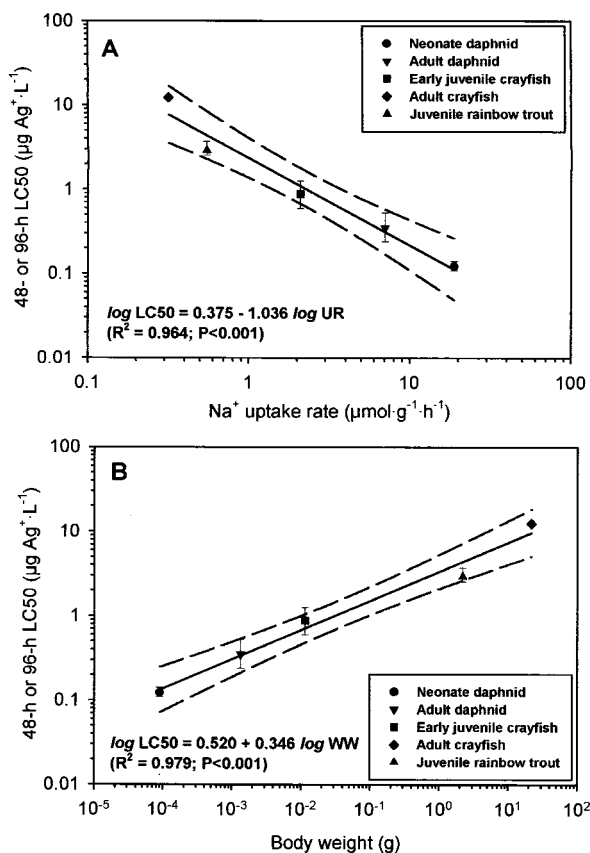 A
Neonate daphnid
Adult daphnid
Early juvenile crayfish
Adult crayfish
Juvenile rainbow trout
48- or 96-h LC50 (µg Ag⁺·L⁻¹)
100
10
1
0.1
0.01
log LC50 = 0.375 - 1.036 log UR
(R² = 0.964; P<0.001)
0.1
1
10
100
Na⁺ uptake rate (µmol·g⁻¹·h⁻¹)
B
48-h or 96-h LC50 (µg Ag⁺·L⁻¹)
100
10
1
0.1
0.01
log LC50 = 0.520 + 0.346 log WW
(R² = 0.979; P<0.001)
Neonate daphnid
Adult daphnid
Early juvenile crayfish
Adult crayfish
Juvenile rainbow trout
10⁻⁵
10⁻⁴
10⁻³
10⁻²
10⁻¹
10⁰
10¹
10²
Body weight (g)